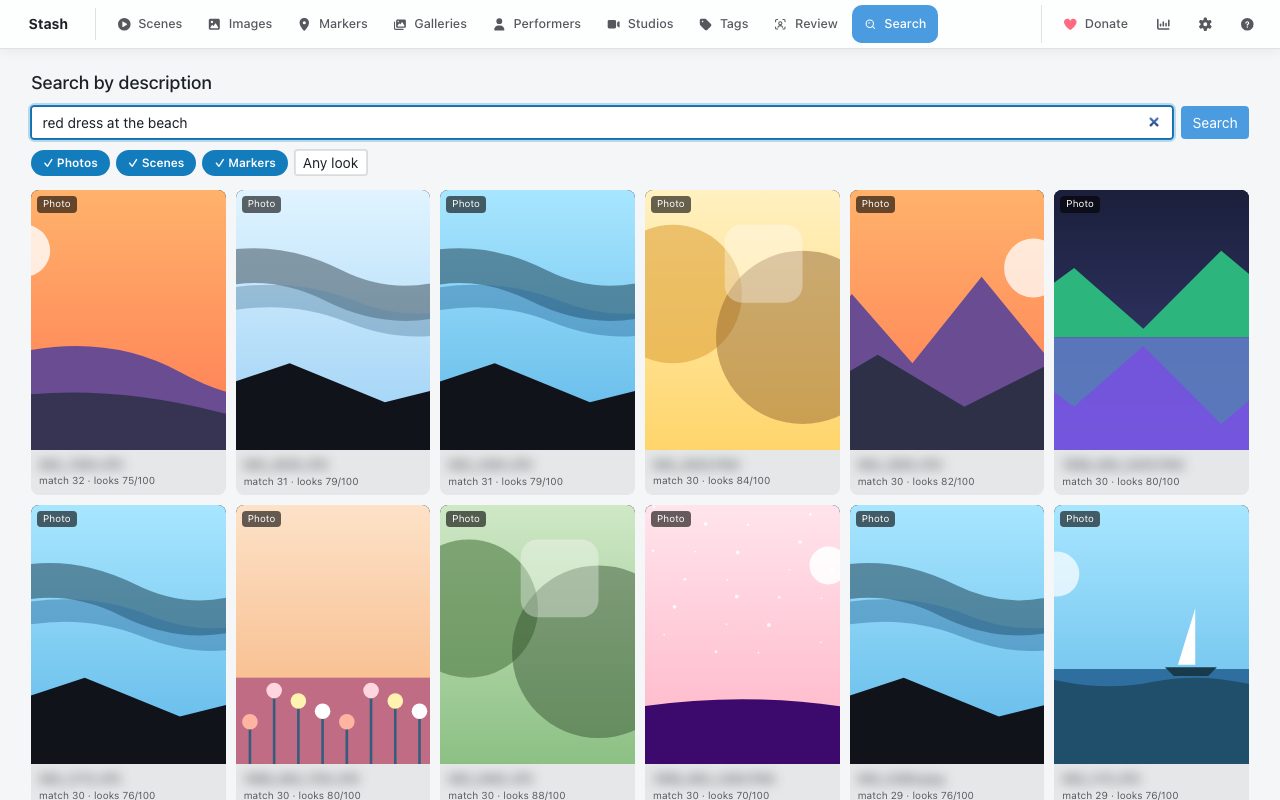 Stash
Scenes
Images
Markers
Galleries
Performers
Studios
Tags
Review
Search
Donate
Search by description
red dress at the beach
Search
Photos
Scenes
Markers
Any look
Photo
Photo
Photo
Photo
Photo
Photo
match 32 · looks 75/100
match 31 · looks 79/100
match 31 · looks 79/100
match 30 · looks 84/100
match 30 · looks 82/100
match 30 · looks 80/100
Photo
Photo
Photo
Photo
Photo
Photo
match 30 · looks 76/100
match 30 · looks 80/100
match 30 · looks 88/100
match 30 · looks 70/100
match 29 · looks 76/100
match 29 · looks 76/100